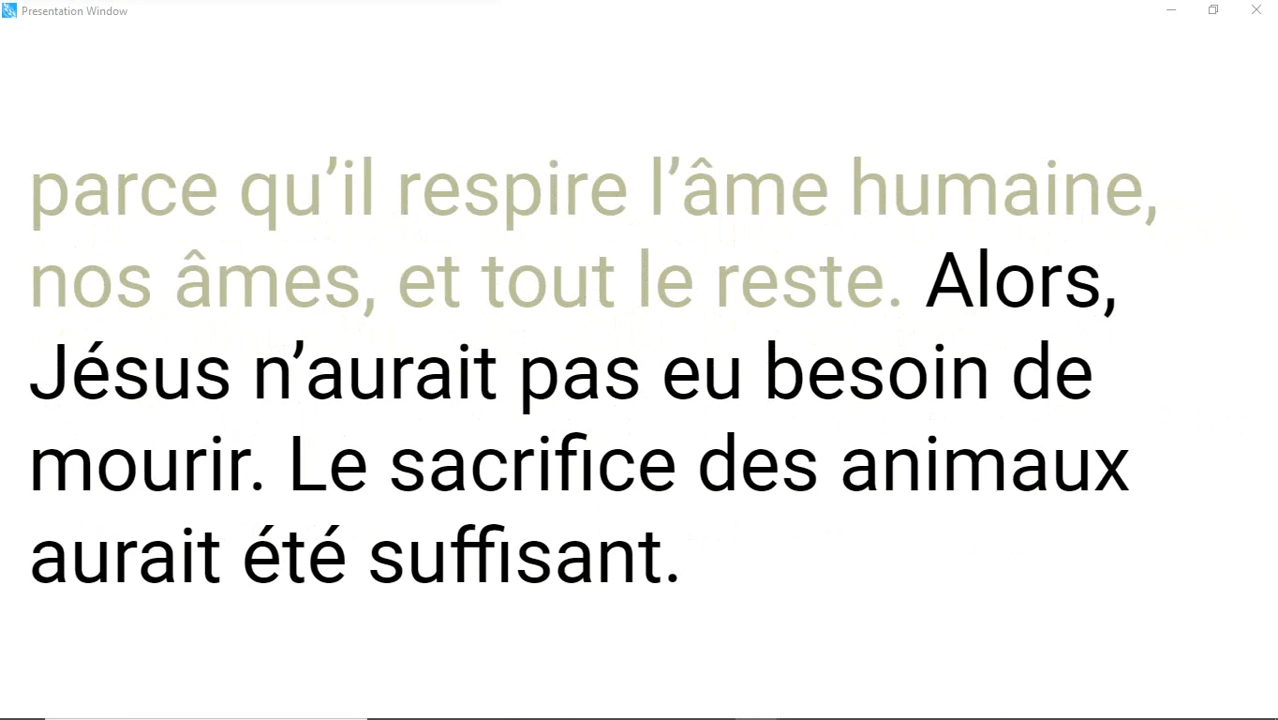 Presentation Window
parce qu’il respire l’âme humaine,
nos âmes, et tout le reste. Alors,
Jésus n’aurait pas eu besoin de
mourir. Le sacrifice des animaux
aurait été suffisant.